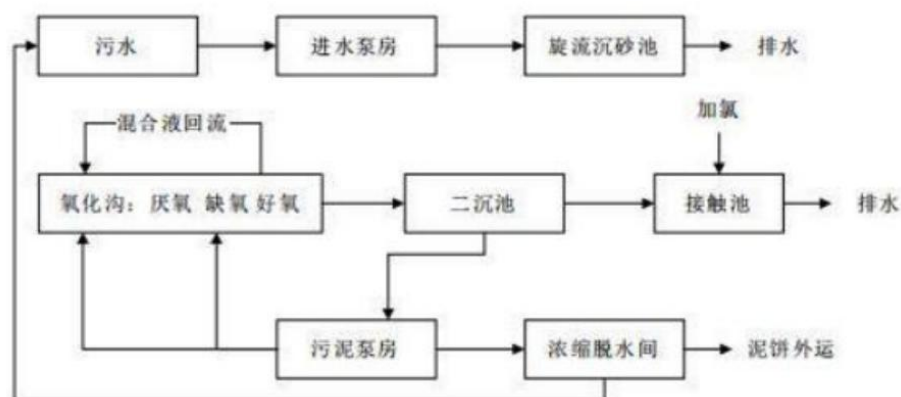 污水
进水泵房
旋流沉砂池
排水
混合液回流
加氯
氧化沟：厌氧 缺氧 好氧
二沉池
接触池
排水
污泥泵房
浓缩脱水间
泥饼外运